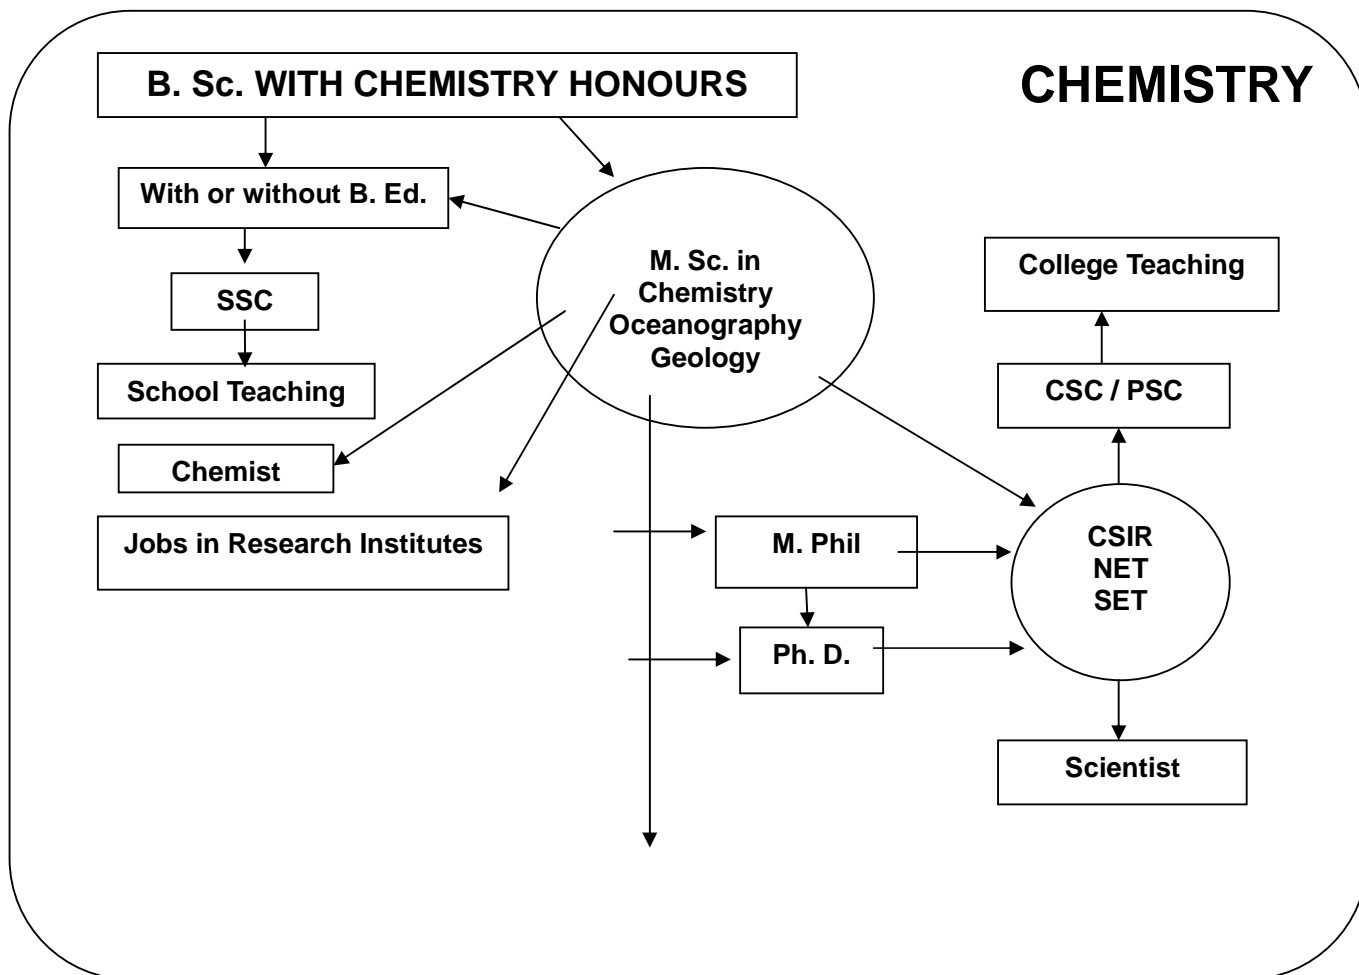 B. Sc. WITH CHEMISTRY HONOURS
CHEMISTRY
With or without B. Ed.
SSC
School Teaching
Chemist
Jobs in Research Institutes
M. Sc. in
Chemistry
Oceanography
Geology
College Teaching
CSC / PSC
M. Phil
Ph. D.
CSIR
NET
SET
Scientist